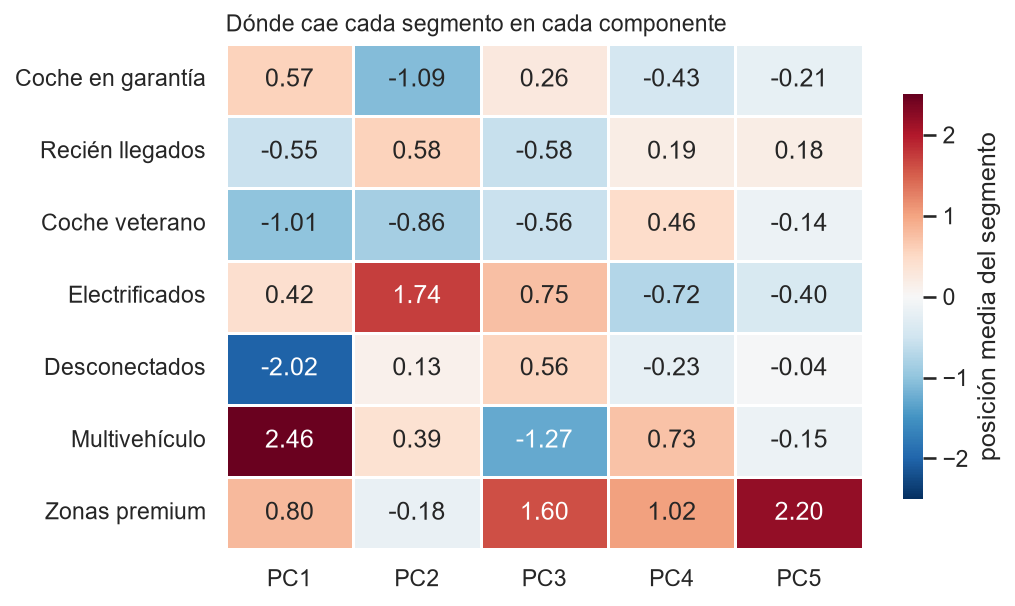 Dónde cae cada segmento en cada componente
Coche en garantía 0.57 -1.09 0.26 -0.43 -0.21
Recién llegados -0.55 0.58 -0.58 0.19 0.18
Coche veterano -1.01 -0.86 -0.56 0.46 -0.14
Electrificados 0.42 1.74 0.75 -0.72 -0.40
Desconectados -2.02 0.13 0.56 -0.23 -0.04
Multivehículo 2.46 0.39 -1.27 0.73 -0.15
Zonas premium 0.80 -0.18 1.60 1.02 2.20
PC1 PC2 PC3 PC4 PC5
2
1
0
−1
−2
posición media del segmento